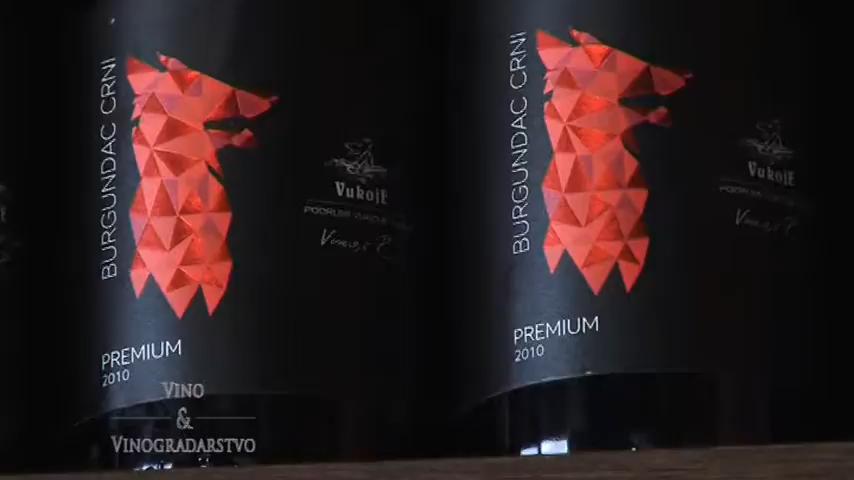 BURGUNDAC CRNI
PREMIUM
2010
VukojE
VINO
&
VINOGRADARSTVO
BURGUNDAC CRNI
PREMIUM
2010
VukojE